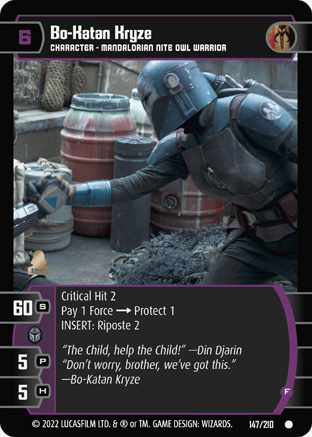 6 Bo-Katan Kryze
CHARACTER - MANDALORIAN NITE OWL WARRIOR
60 S
Critical Hit 2
Pay 1 Force → Protect 1
INSERT: Riposte 2
5 P
“The Child, help the Child!” —Din Djarin
“Don’t worry, brother, we’ve got this.”
—Bo-Katan Kryze
5 H
F
© 2022 LUCASFILM LTD. & ® or TM. GAME DESIGN: WIZARDS. 147/210